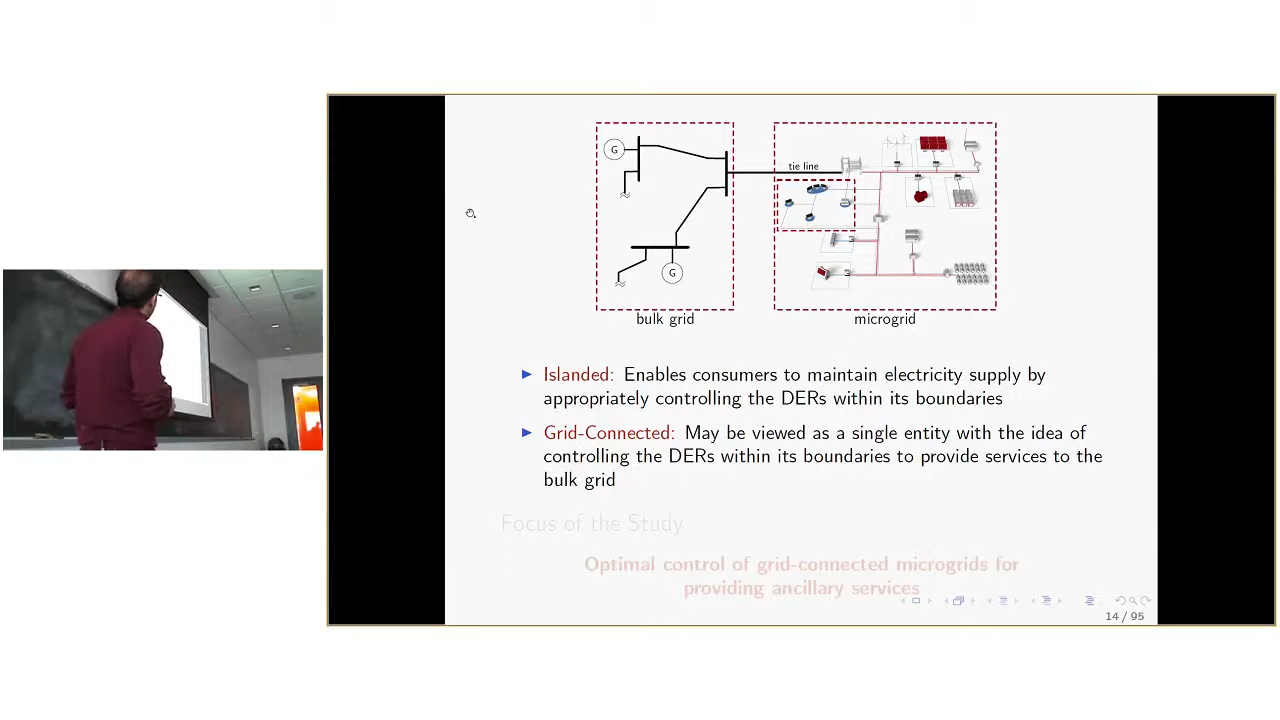 G
tie line
G
bulk grid
microgrid
Islanded: Enables consumers to maintain electricity supply by
appropriately controlling the DERs within its boundaries
Grid-Connected: May be viewed as a single entity with the idea of
controlling the DERs within its boundaries to provide services to the
bulk grid
Focus of the Study
Optimal control of grid-connected microgrids for
providing ancillary services
14 / 95